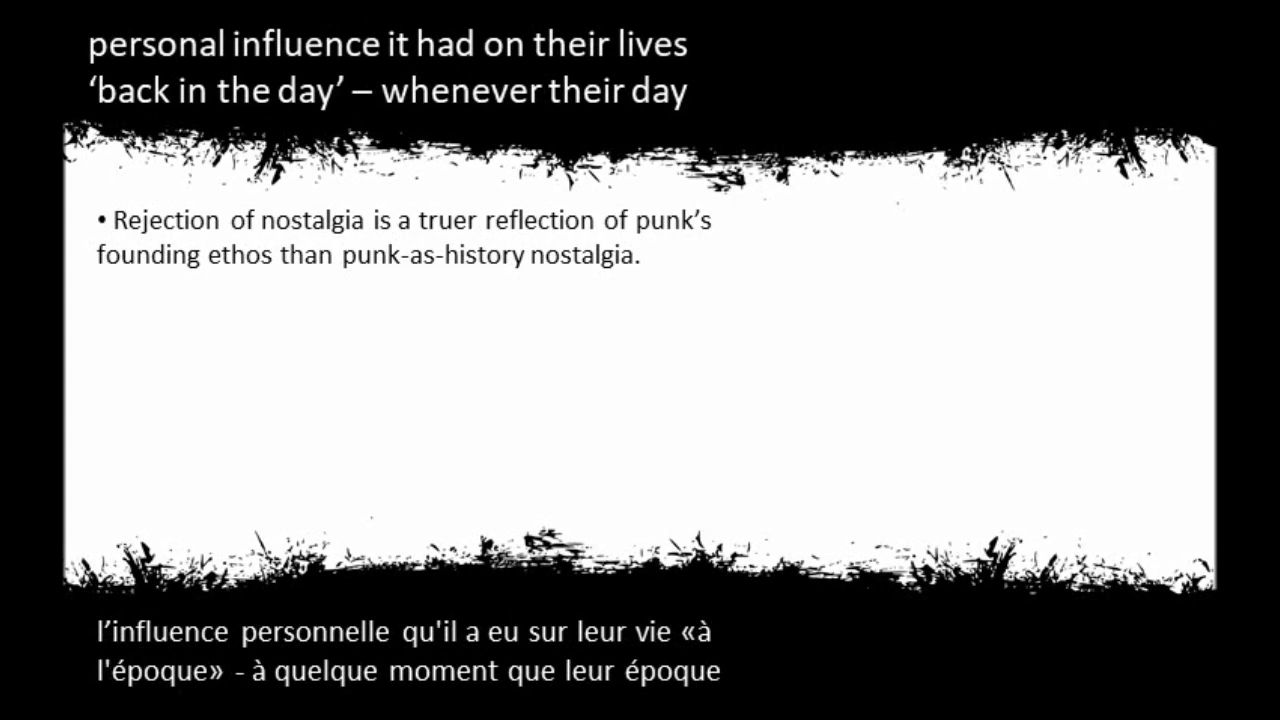 personal influence it had on their lives
‘back in the day’ – whenever their day
• Rejection of nostalgia is a truer reflection of punk’s
founding ethos than punk-as-history nostalgia.
l’influence personnelle qu'il a eu sur leur vie «à
l'époque» - à quelque moment que leur époque